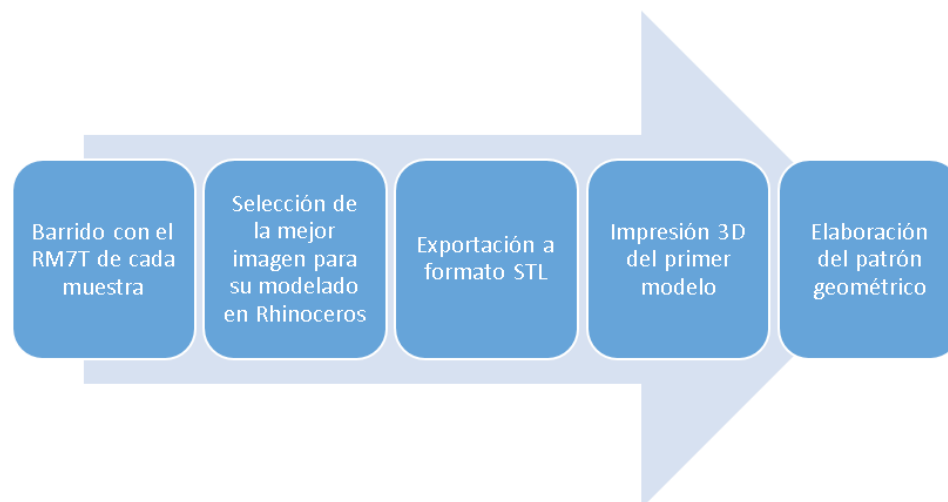 Barrido con el
RM7T de cada
muestra
Selección de
la mejor
imagen para
su modelado
en Rhinoceros
Exportación a
formato STL
Impresión 3D
del primer
modelo
Elaboración
del patrón
geométrico